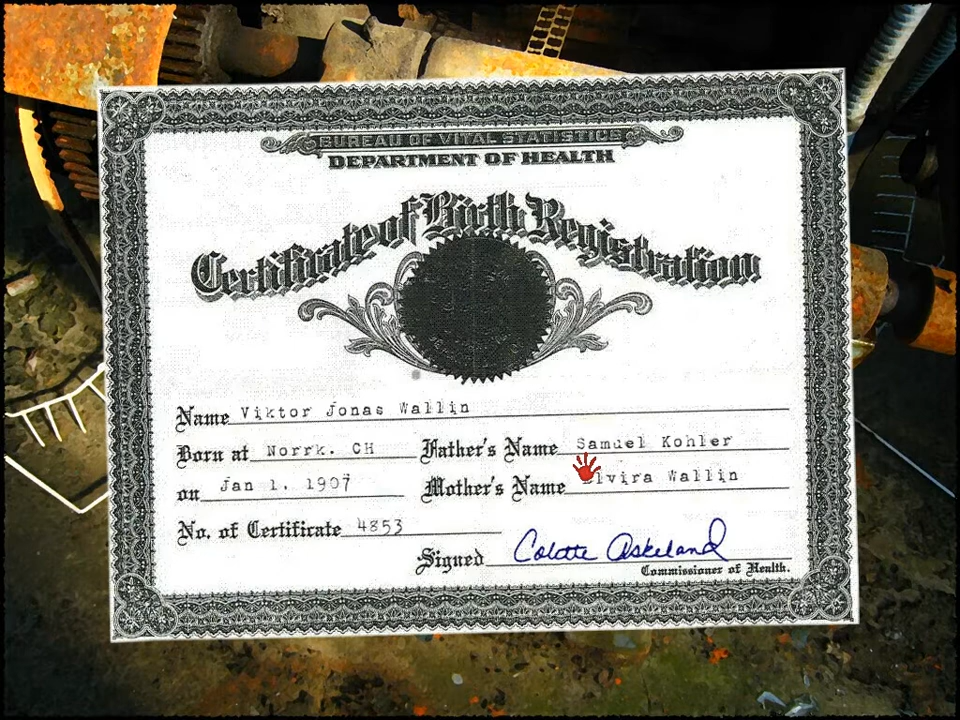 BUREAU OF VITAL STATISTICS
DEPARTMENT OF HEALTH
Certificate of Birth Registration
Name Viktor Jonas Wallin
Born at Norrk. CH Father's Name Samuel Kohler
on Jan 1. 1907 Mother's Name lvira Wallin
No. of Certificate 4853
Signed Colette Askeland
Commissioner of Health.